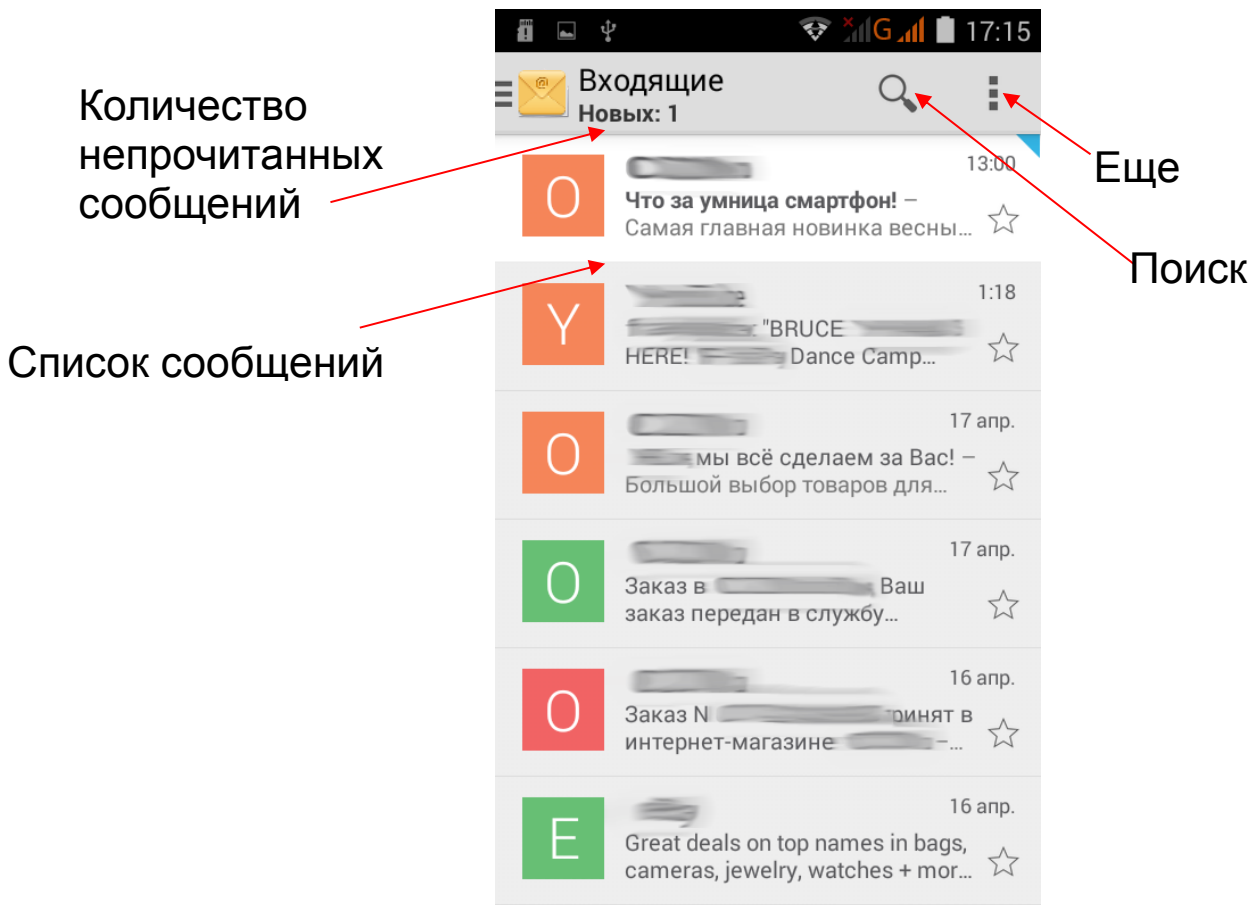 G
17:15
Входящие
Новых: 1
Количество
непрочитанных
сообщений
Еще
Поиск
Список сообщений
O
13:00
Что за умница смартфон! –
Самая главная новинка весны…
Y
1:18
"BRUCE
HERE! Dance Camp…
O
17 апр.
мы всё сделаем за Вас! –
Большой выбор товаров для…
O
17 апр.
Заказ в Ваш
заказ передан в службу…
O
16 апр.
Заказ N в
интернет-магазине –…
E
16 апр.
Great deals on top names in bags,
cameras, jewelry, watches + mor…